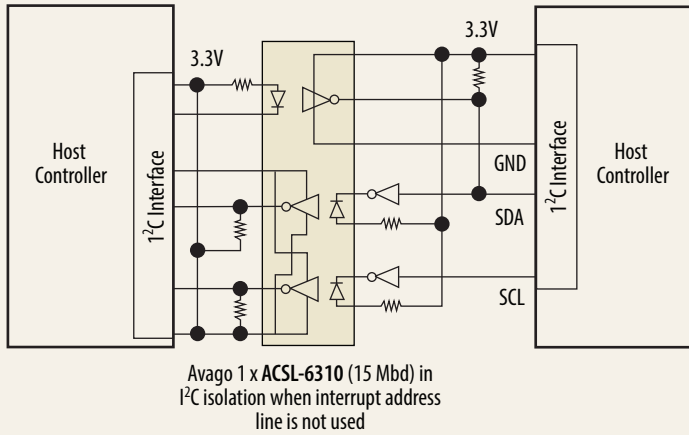 3.3V
3.3V
Host
Controller
I²C Interface
GND
SDA
SCL
I²C Interface
Host
Controller
Avago 1 x ACSL-6310 (15 Mbd) in
I²C isolation when interrupt address
line is not used